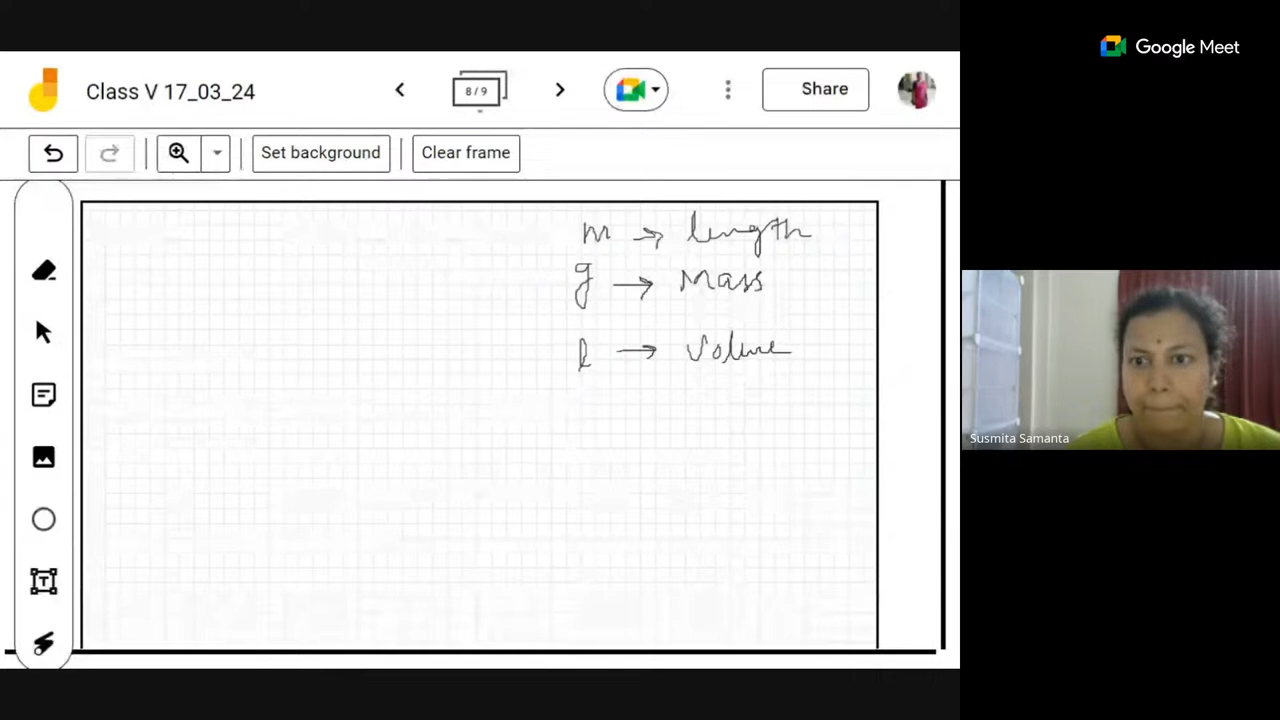 Google Meet
Class V 17_03_24
8/9
Share
Set background
Clear frame
m → length
g → Mass
l → Volume
T
Susmita Samanta